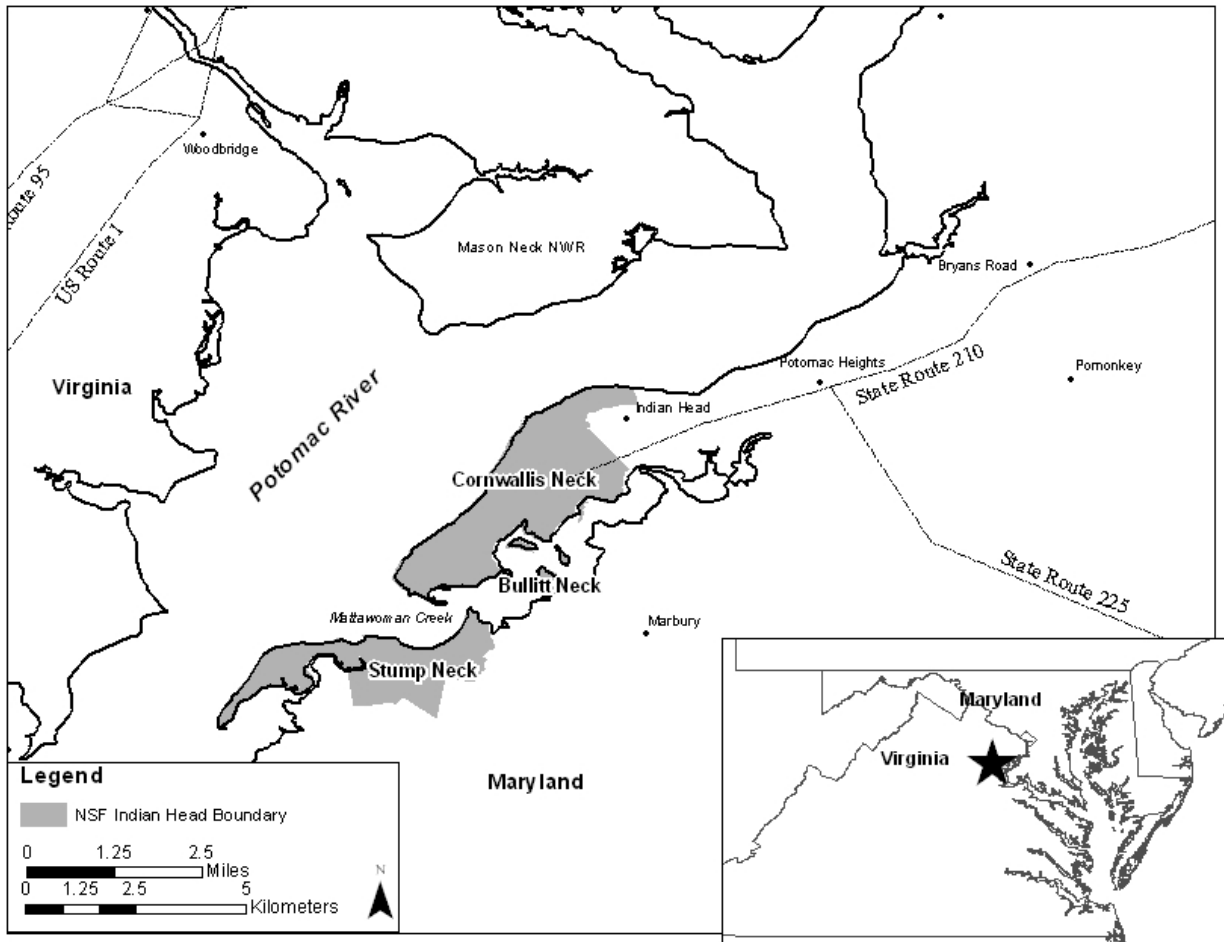 Woodbridge
Route 95
US Route 1
Mason Neck NWR
Bryans Road
Virginia
Potomac River
Potomac Heights
State Route 210
Pomonkey
Indian Head
Cornwallis Neck
Bullitt Neck
State Route 225
Mattawoman Creek
Marbury
Stump Neck
Maryland
Legend
NSF Indian Head Boundary
0 1.25 2.5
Miles
0 1.25 2.5 5
Kilometers
N
Maryland
Virginia